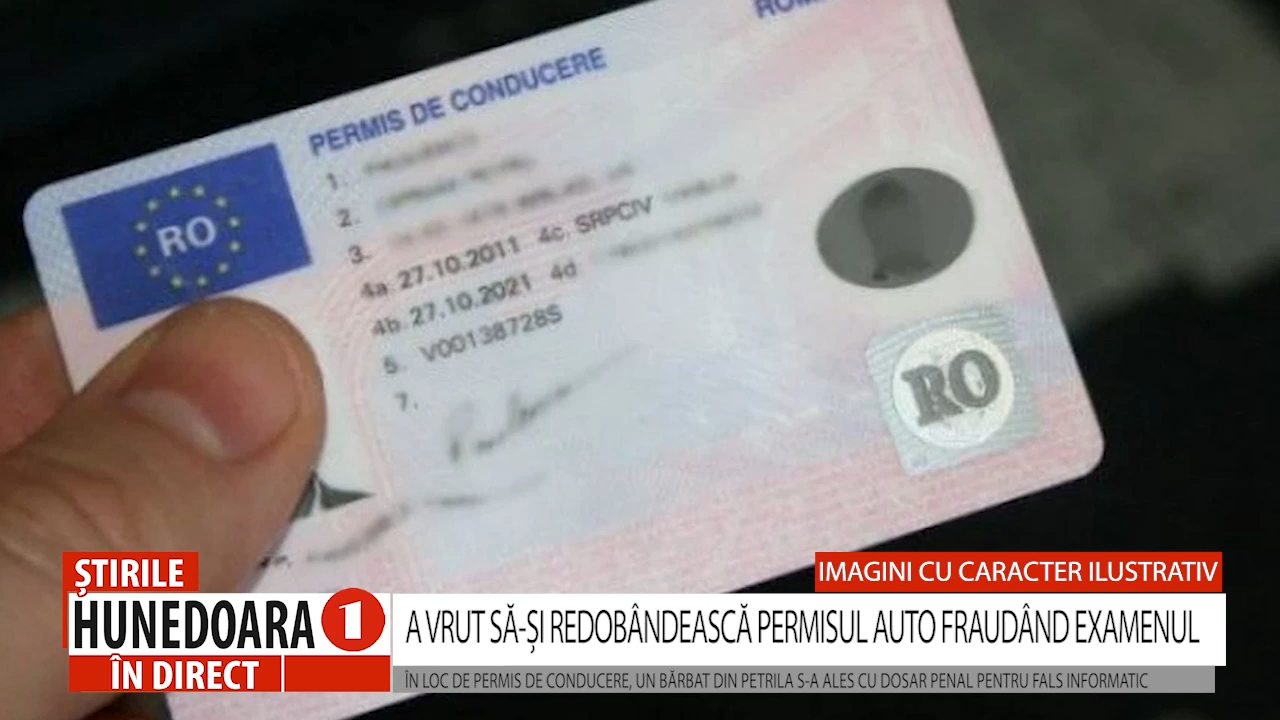 ROM
PERMIS DE CONDUCERE
RO
1.
2.
3.
4a. 27.10.2011 4c. SRPCIV
4b. 27.10.2021 4d
5. V00138728S
7.
RO
ȘTIRILE
HUNEDOARA 1
ÎN DIRECT
IMAGINI CU CARACTER ILUSTRATIV
A VRUT SĂ-ȘI REDOBÂNDEASCĂ PERMISUL AUTO FRAUDÂND EXAMENUL
ÎN LOC DE PERMIS DE CONDUCERE, UN BĂRBAT DIN PETRILA S-A ALES CU DOSAR PENAL PENTRU FALS INFORMATIC